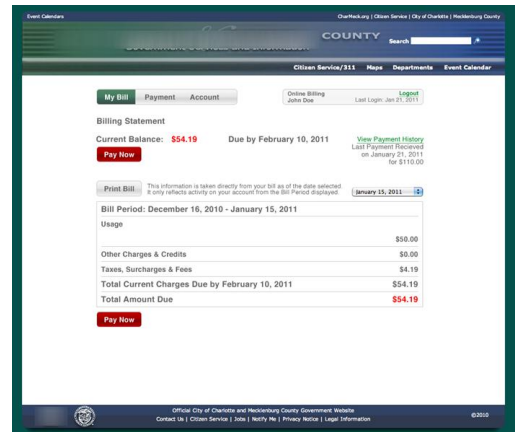 Event Calendars
CharMeck.org | Citizen Service | City of Charlotte | Mecklenburg County
COUNTY
Search
Government Services and Information
Citizen Service/311 Maps Departments Event Calendar
My Bill Payment Account
Online Billing Logout
John Doe Last Login: Jan 21, 2011
Billing Statement
Current Balance: $54.19 Due by February 10, 2011
View Payment History
Last Payment Recieved
on January 21, 2011
for $110.00
Pay Now
Print Bill
This information is taken directly from your bill as of the date selected.
It only reflects activity on your account from the Bill Period displayed.
January 15, 2011
Bill Period: December 16, 2010 - January 15, 2011
Usage
$50.00
Other Charges & Credits $0.00
Taxes, Surcharges & Fees $4.19
Total Current Charges Due by February 10, 2011 $54.19
Total Amount Due $54.19
Pay Now
Official City of Charlotte and Mecklenburg County Government Website
Contact Us | Citizen Service | Jobs | Notify Me | Privacy Notice | Legal Information
©2010